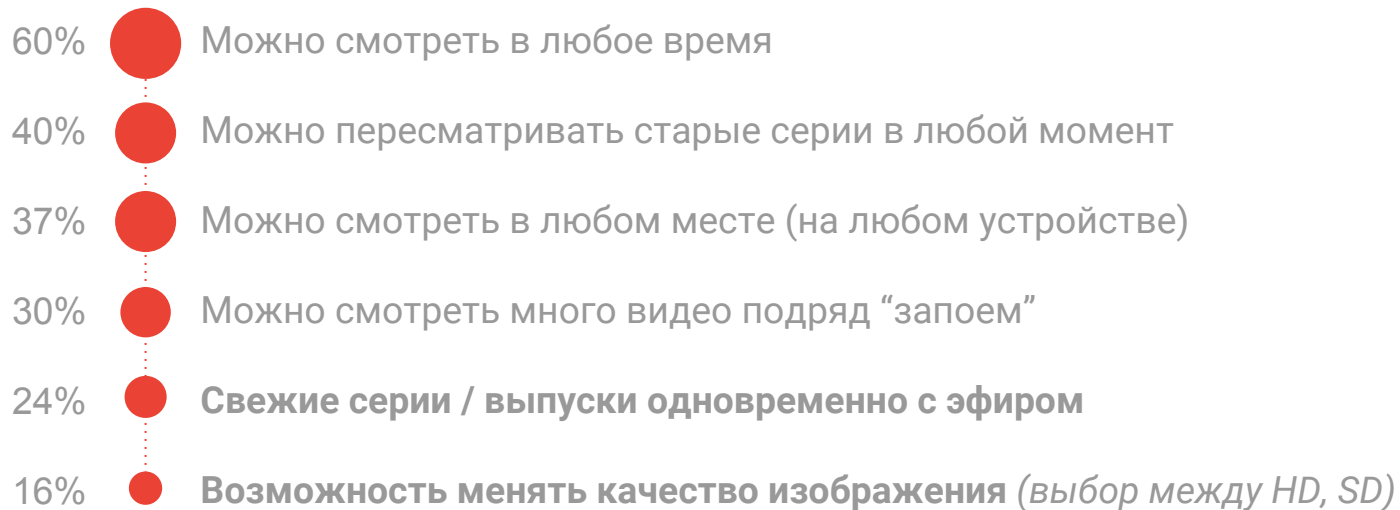 60% Можно смотреть в любое время
40% Можно пересматривать старые серии в любой момент
37% Можно смотреть в любом месте (на любом устройстве)
30% Можно смотреть много видео подряд “запоем”
24% Свежие серии / выпуски одновременно с эфиром
16% Возможность менять качество изображения (выбор между HD, SD)